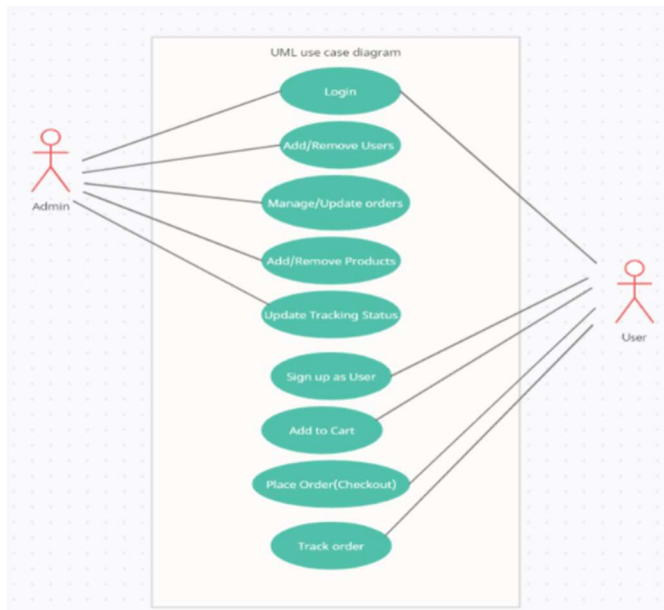 UML use case diagram
Login
Add/Remove Users
Manage/Update orders
Admin
Add/Remove Products
Update Tracking Status
User
Sign up as User
Add to Cart
Place Order(Checkout)
Track order